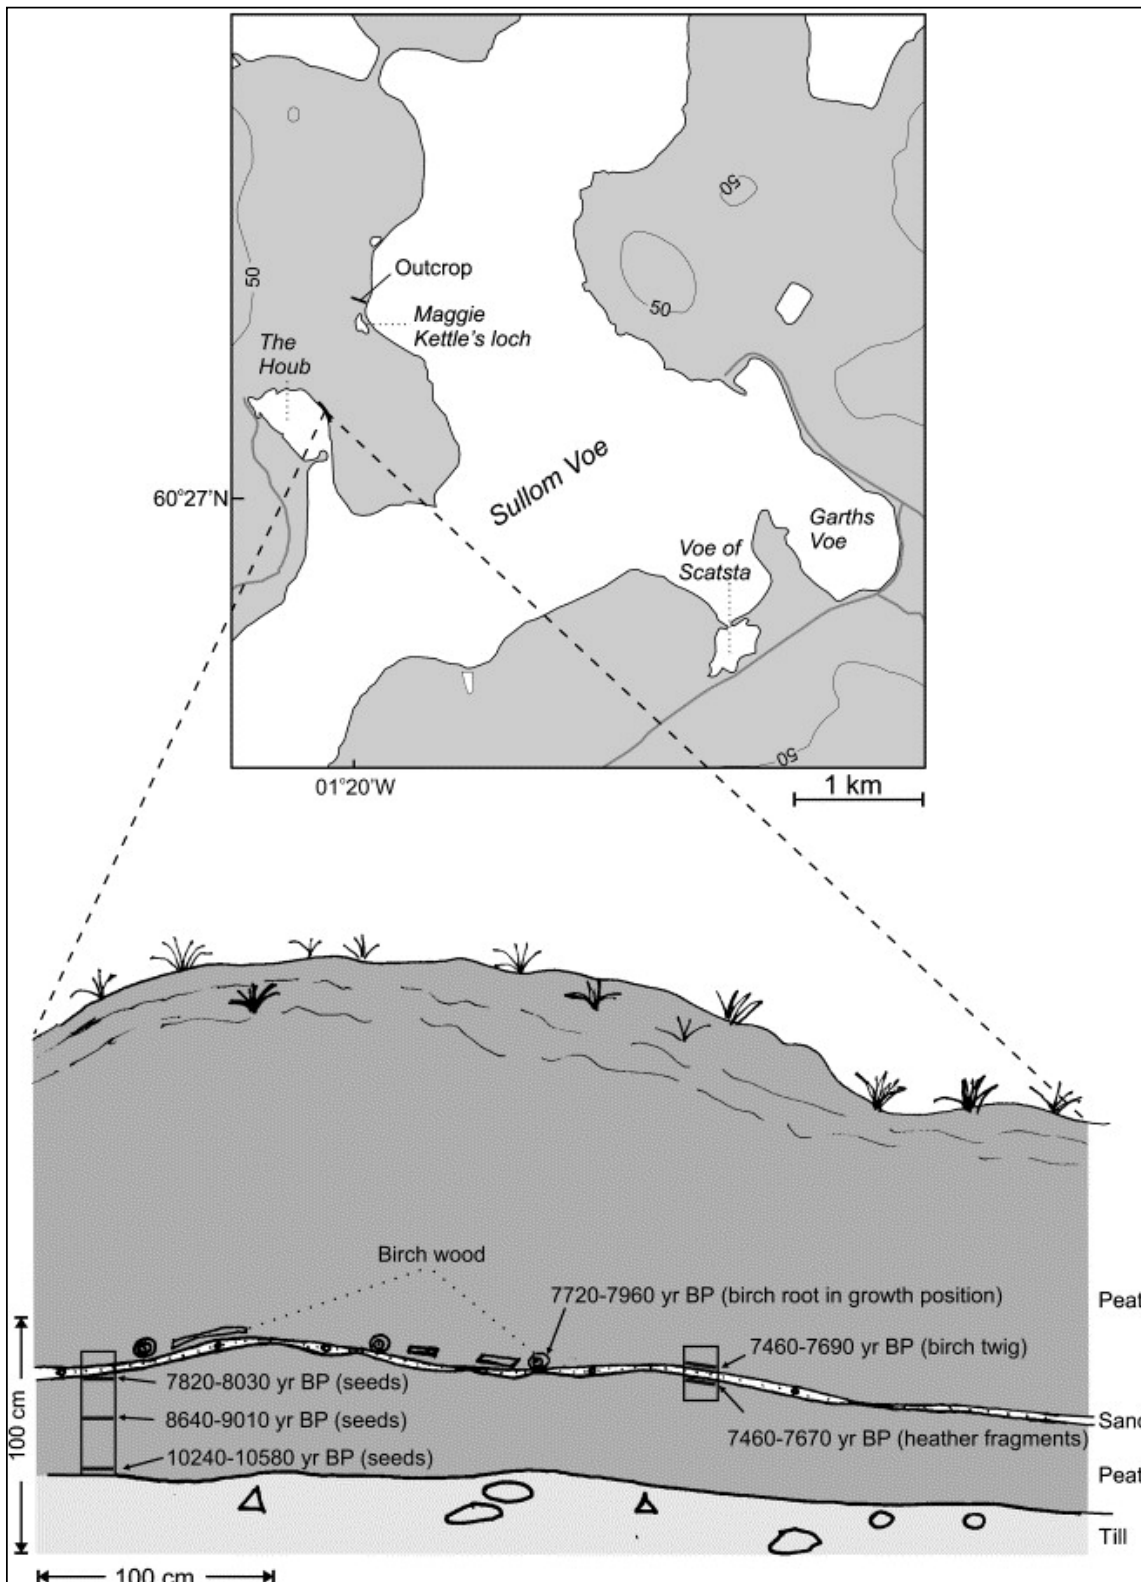 50
50
50
Outcrop
Maggie
Kettle's loch
The
Houb
Sullom Voe
60°27'N
Garths
Voe
Voe of
Scatsta
50
01°20'W
1 km
Birch wood
7720-7960 yr BP (birch root in growth position)
Peat
7460-7690 yr BP (birch twig)
7820-8030 yr BP (seeds)
8640-9010 yr BP (seeds)
Sand
7460-7670 yr BP (heather fragments)
10240-10580 yr BP (seeds)
Peat
100 cm
Till
100 cm